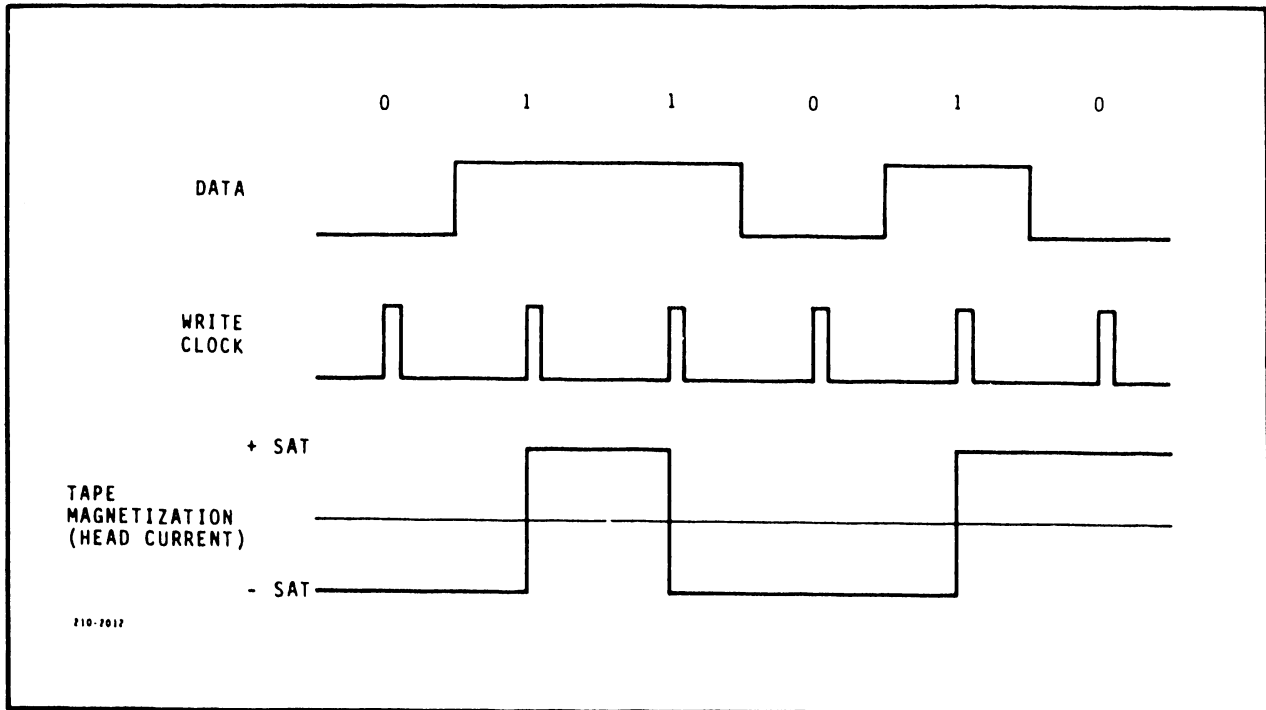 0 1 1 0 1 0
DATA
WRITE
CLOCK
+ SAT
TAPE
MAGNETIZATION
(HEAD CURRENT)
- SAT
210-2012